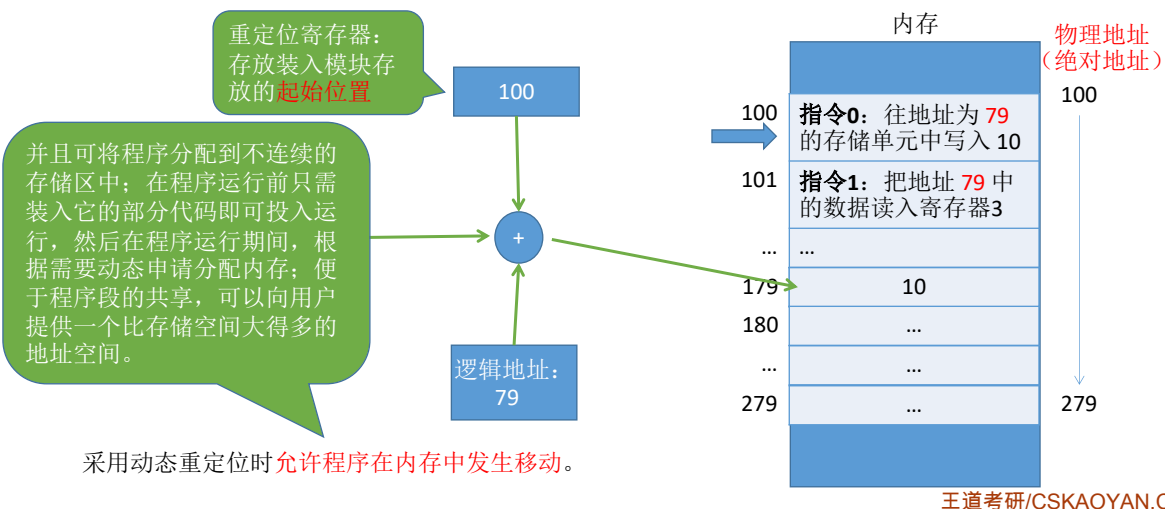 重定位寄存器：
存放装入模块存
放的起始位置
100
并且可将程序分配到不连续的
存储区中；在程序运行前只需
装入它的部分代码即可投入运
行，然后在程序运行期间，根
据需要动态申请分配内存；便
于程序段的共享，可以向用户
提供一个比存储空间大得多的
地址空间。
+
逻辑地址：
79
采用动态重定位时允许程序在内存中发生移动。
内存
物理地址
（绝对地址）
100
指令0：往地址为 79
的存储单元中写入 10
100
101
指令1：把地址 79 中
的数据读入寄存器3
...
...
179
10
180
...
...
...
279
...
279
王道考研/CSKAOYAN.C